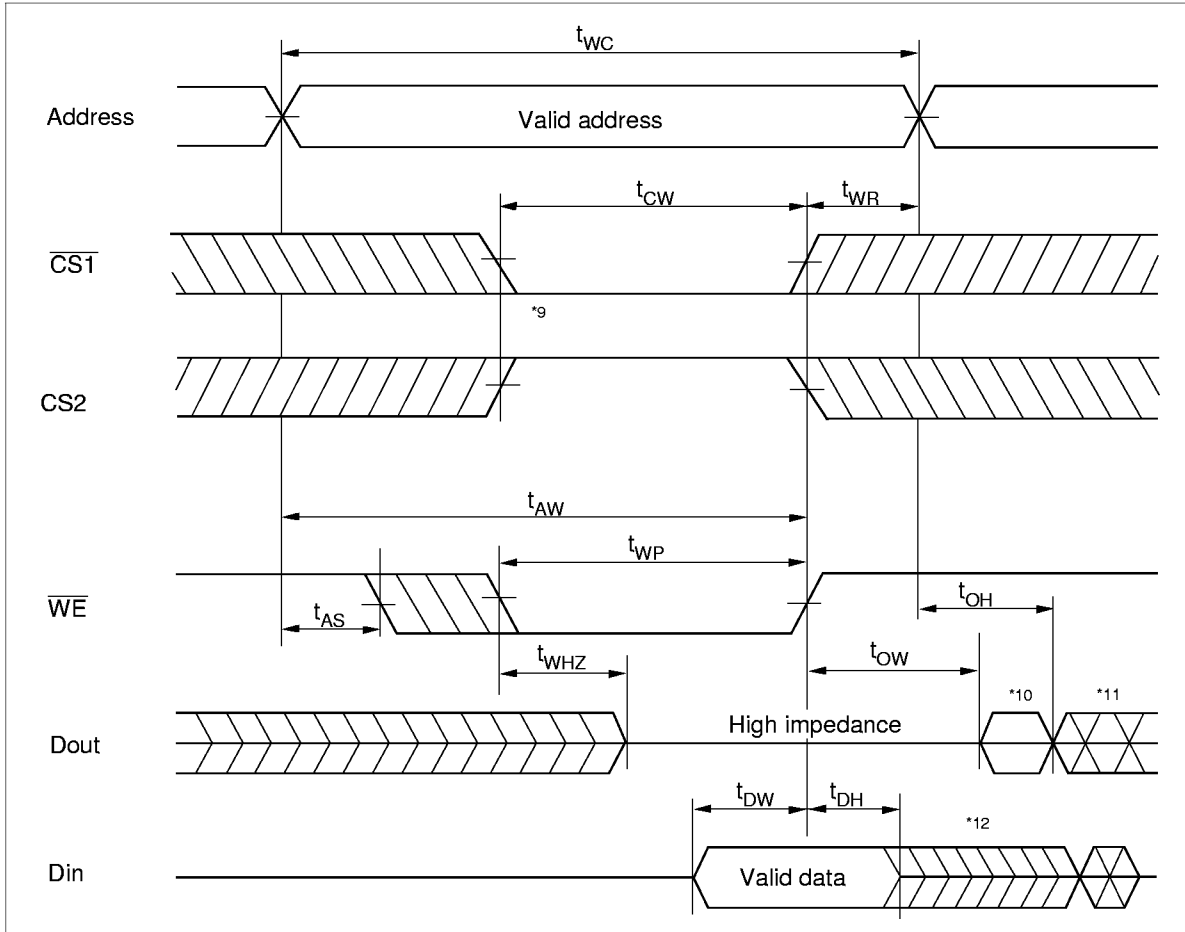 tWC
Address
Valid address
tCW
tWR
CS1
*9
CS2
tAW
tWP
WE
tAS
tOH
tWHZ
tOW
*10
*11
High impedance
Dout
tDW
tDH
*12
Din
Valid data